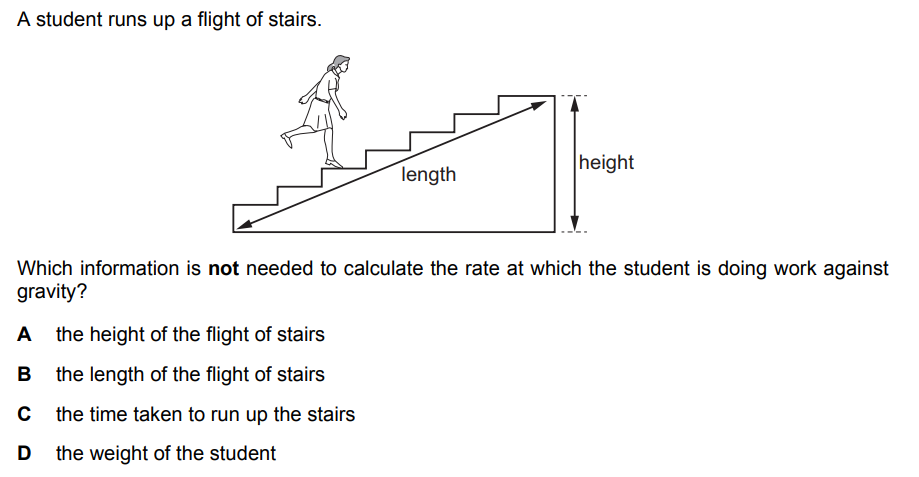 A student runs up a flight of stairs.
length
height
Which information is not needed to calculate the rate at which the student is doing work against
gravity?
A the height of the flight of stairs
B the length of the flight of stairs
C the time taken to run up the stairs
D the weight of the student